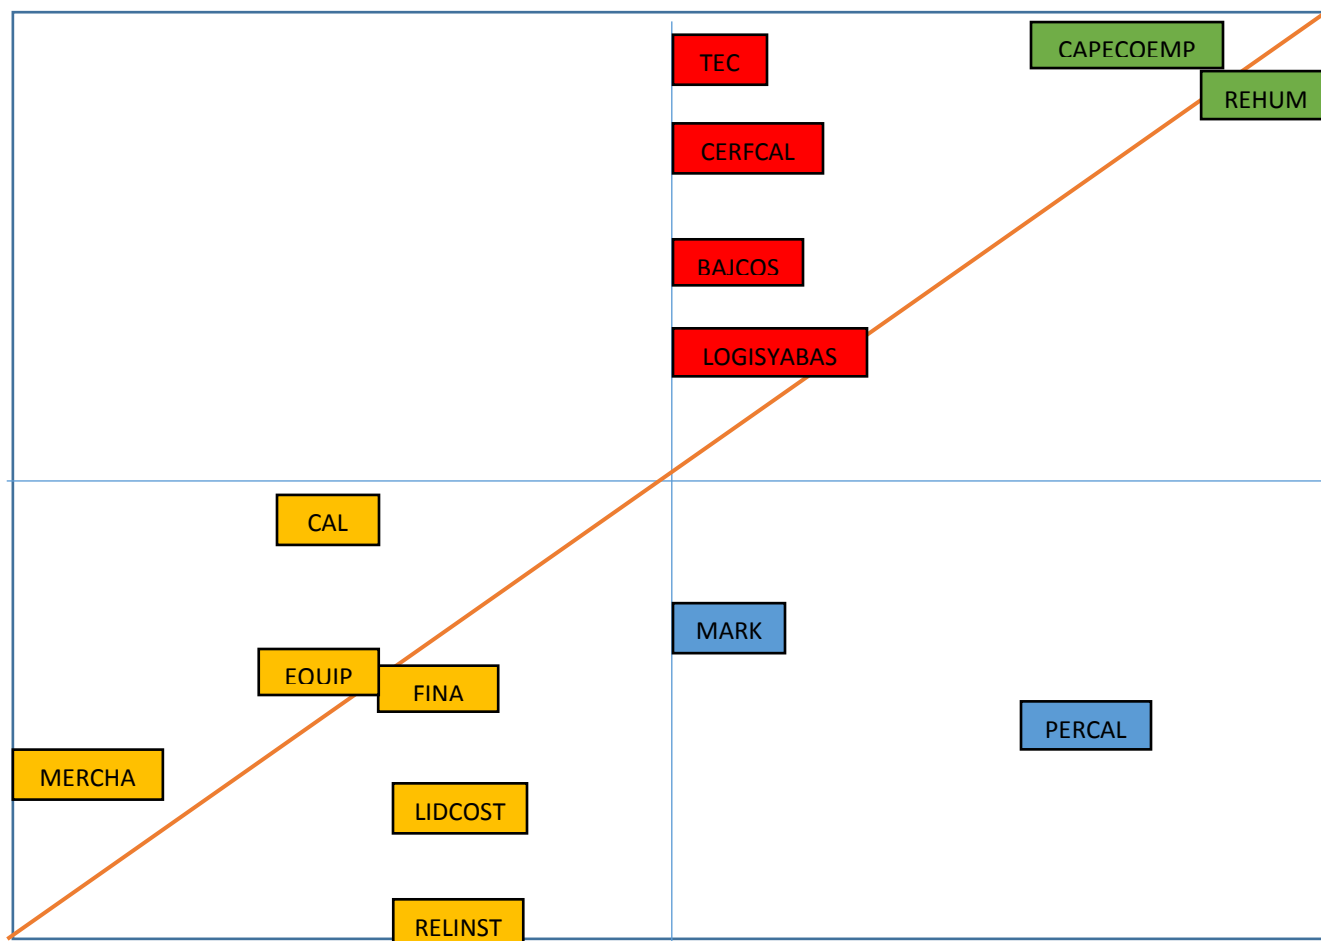 CAPECOEMP
TEC
REHUM
CERFCAL
BAJCOS
LOGISYABAS
CAL
MARK
EQUIP
FINA
PERCAL
MERCHA
LIDCOST
RELINST